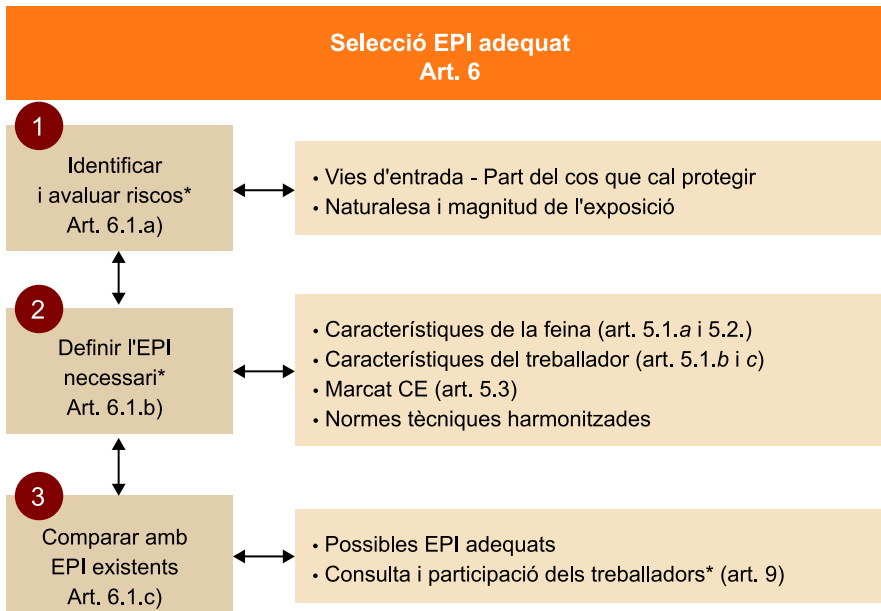 Selecció EPI adequat
Art. 6
1
Identificar
i avaluar riscos*
Art. 6.1.a)
• Vies d'entrada - Part del cos que cal protegir
• Naturalesa i magnitud de l'exposició
2
Definir l'EPI
necessari*
Art. 6.1.b)
• Característiques de la feina (art. 5.1.a i 5.2.)
• Característiques del treballador (art. 5.1.b i c)
• Marcat CE (art. 5.3)
• Normes tècniques harmonitzades
3
Comparar amb
EPI existents
Art. 6.1.c)
• Possibles EPI adequats
• Consulta i participació dels treballadors* (art. 9)